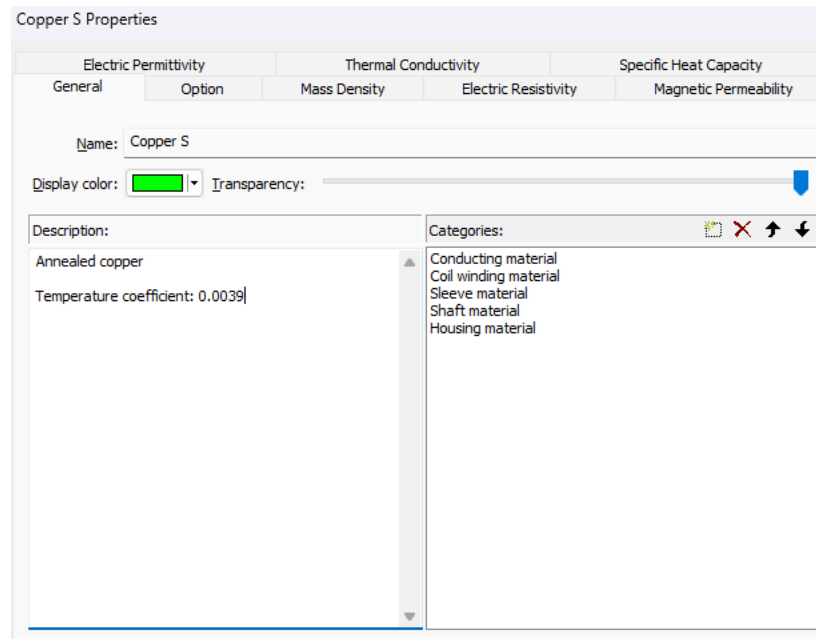 Copper S Properties
Electric Permittivity Thermal Conductivity Specific Heat Capacity
General Option Mass Density Electric Resistivity Magnetic Permeability
Name: Copper S
Display color: Transparency:
Description: Categories:
Annealed copper
Temperature coefficient: 0.0039
Conducting material
Coil winding material
Sleeve material
Shaft material
Housing material